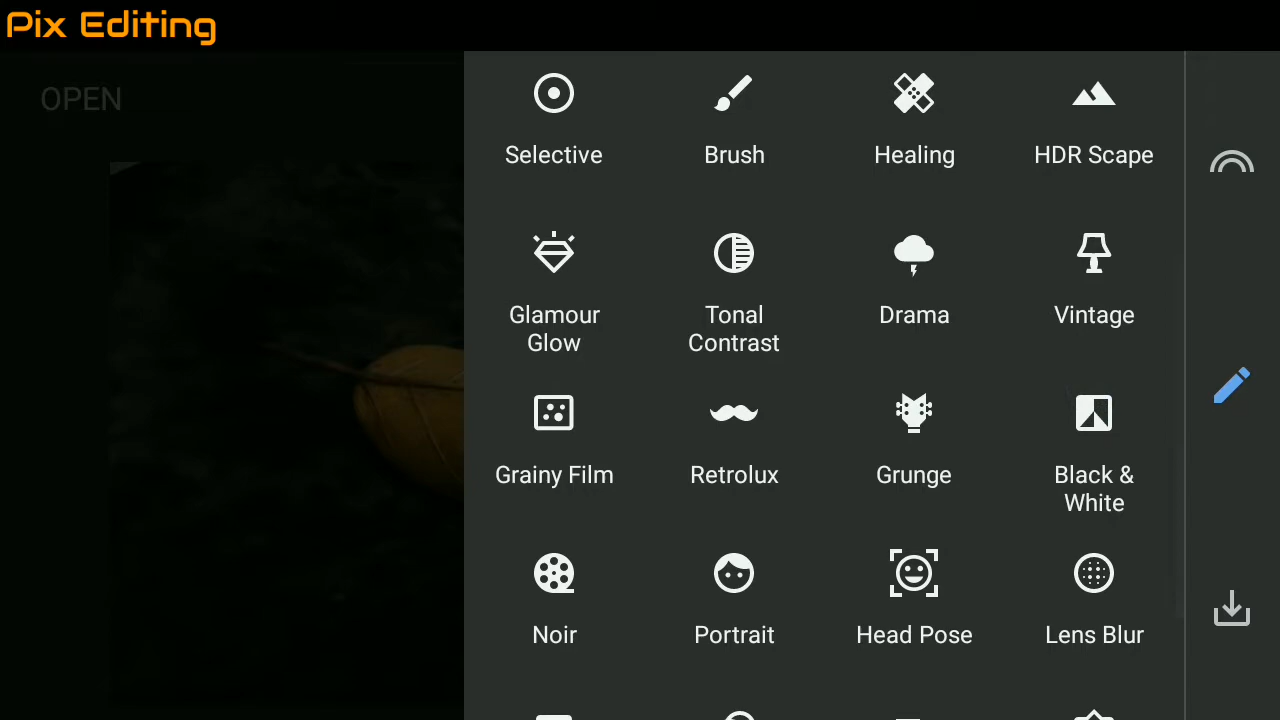 Pix Editing
OPEN
Selective
Brush
Healing
HDR Scape
Glamour
Glow
Tonal
Contrast
Drama
Vintage
Grainy Film
Retrolux
Grunge
Black &
White
Noir
Portrait
Head Pose
Lens Blur